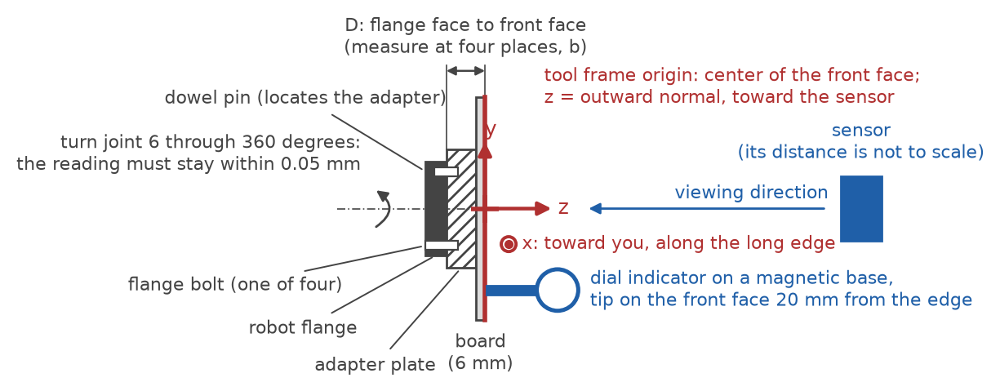 D: flange face to front face
(measure at four places, b)
tool frame origin: center of the front face;
z = outward normal, toward the sensor
dowel pin (locates the adapter)
y
sensor
(its distance is not to scale)
turn joint 6 through 360 degrees:
the reading must stay within 0.05 mm
viewing direction
z
x: toward you, along the long edge
flange bolt (one of four)
dial indicator on a magnetic base,
tip on the front face 20 mm from the edge
robot flange
board
(6 mm)
adapter plate